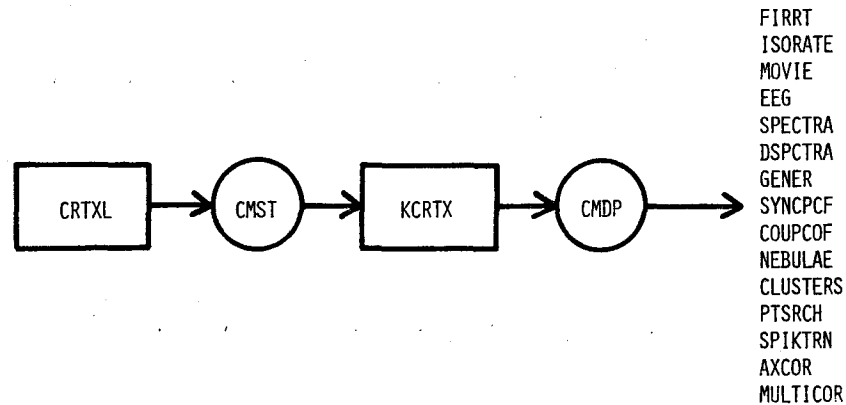 CRTXL
CMST
KCRTX
CMDP
FIRRT
ISORATE
MOVIE
EEG
SPECTRA
DSPCTRA
GENER
SYNCPCF
COUPCOF
NEBULAE
CLUSTERS
PTSRCH
SPIKTRN
AXCOR
MULTICOR